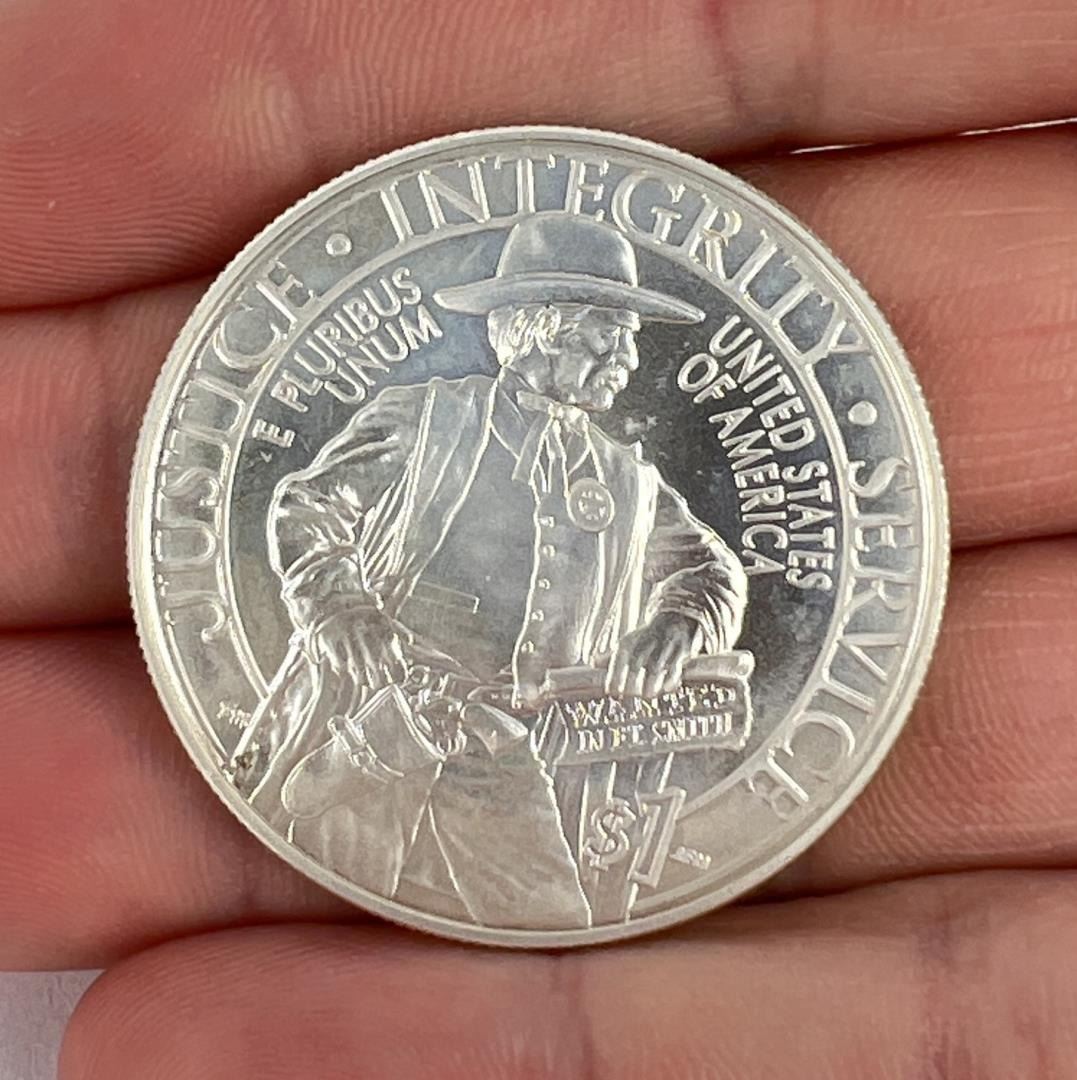 JUSTICE • INTEGRITY • SERVICE
E PLURIBUS
UNUM
UNITED STATES
OF AMERICA
WANTED
IN FT. SMITH
$1